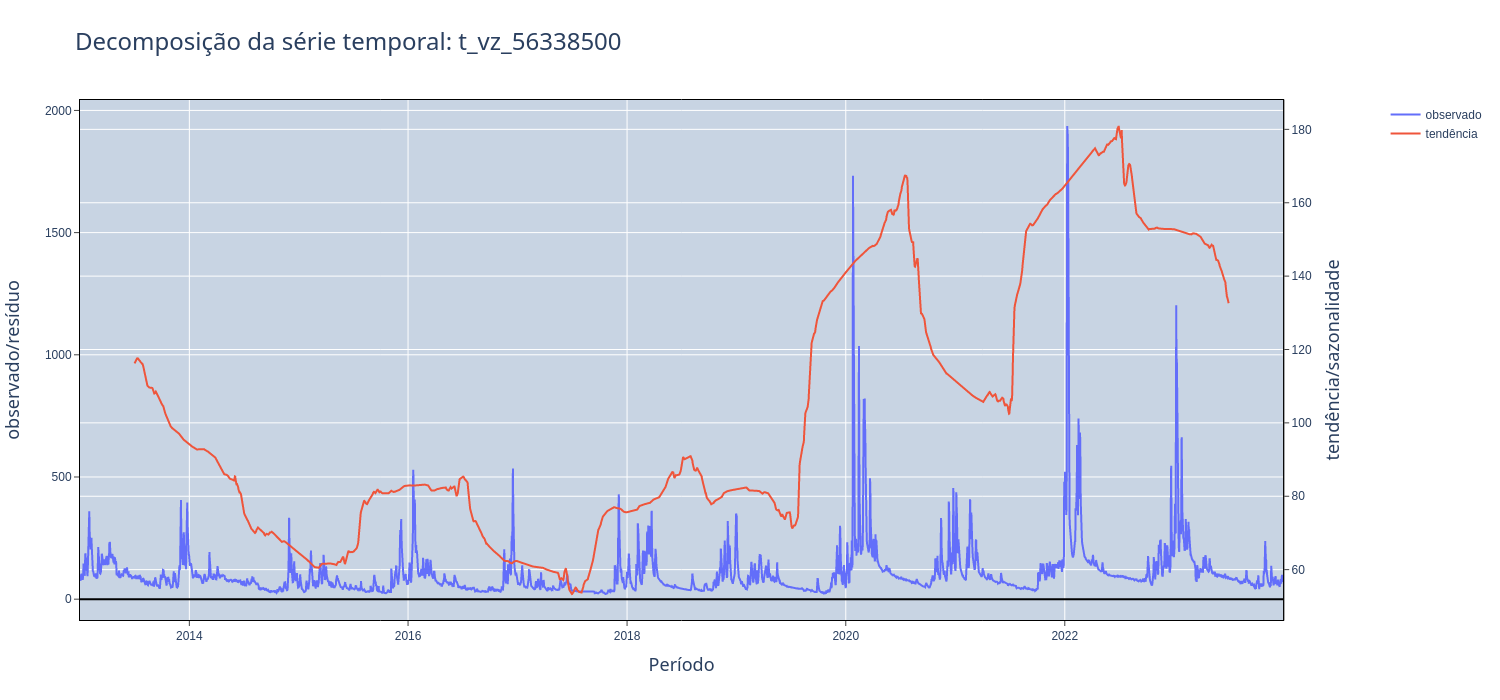 Decomposição da série temporal: t_vz_56338500
observado
tendência
observado/resíduo
2000
1500
1000
500
0
tendência/sazonalidade
180
160
140
120
100
80
60
2014
2016
2018
2020
2022
Período